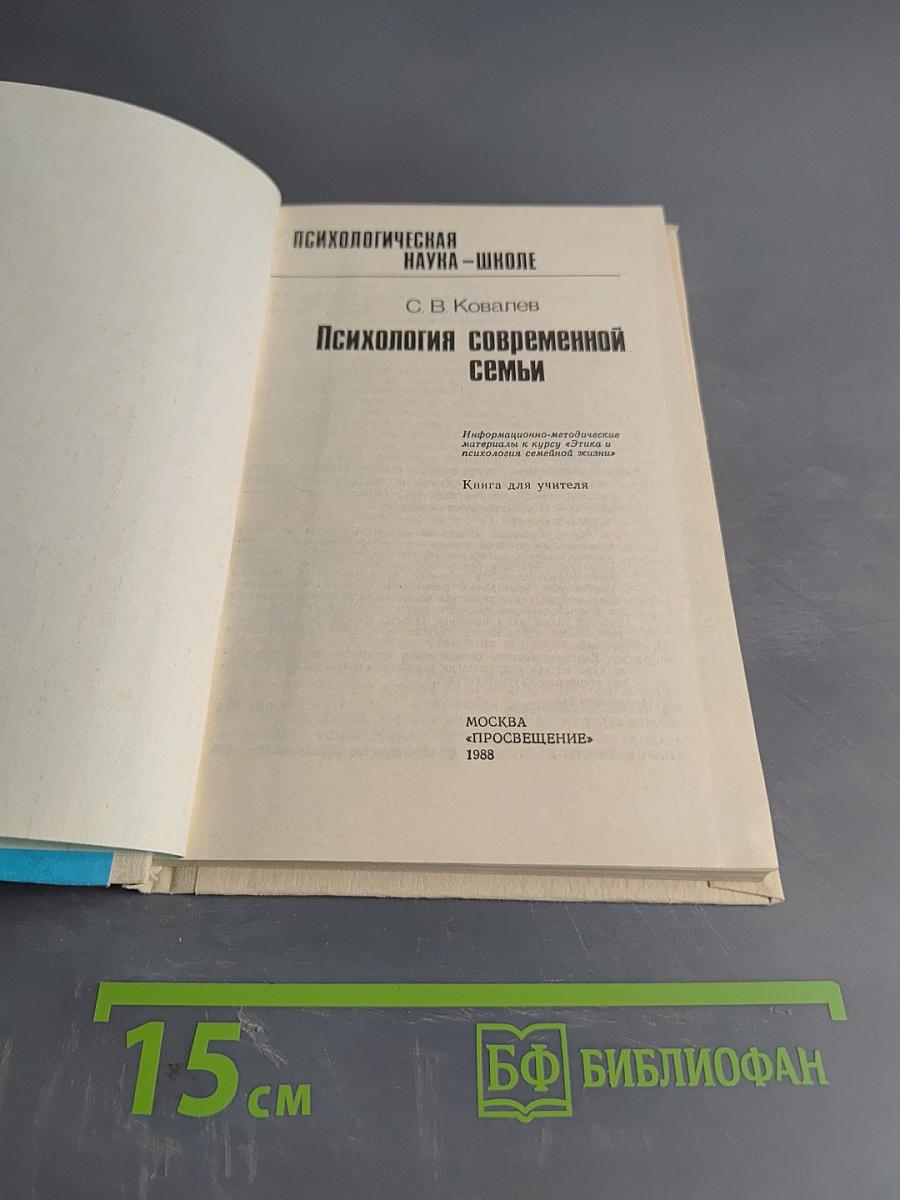 ПСИХОЛОГИЧЕСКАЯ
НАУКА – ШКОЛЕ
С. В. Ковалев
Психология современной
семьи
Информационно-методические
материалы к курсу «Этика и
психология семейной жизни»
Книга для учителя
МОСКВА
«ПРОСВЕЩЕНИЕ»
1988
15 см
БФ БИБЛИОФАН